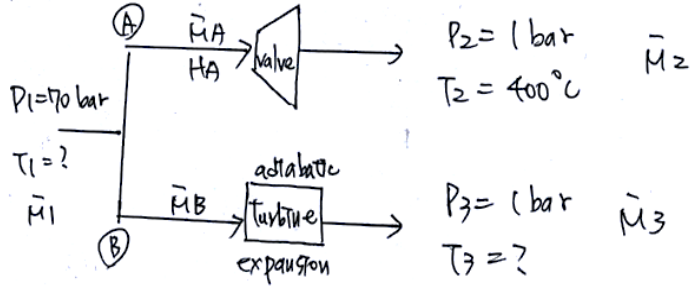 Ⓐ
ṁA
HA
valve
P2 = 1 bar
T2 = 400°C
ṁ2
P1=70 bar
T1=?
ṁ1
Ⓑ
ṁB
adiabatic
turbine
expansion
P3 = 1 bar
T3 = ?
ṁ3